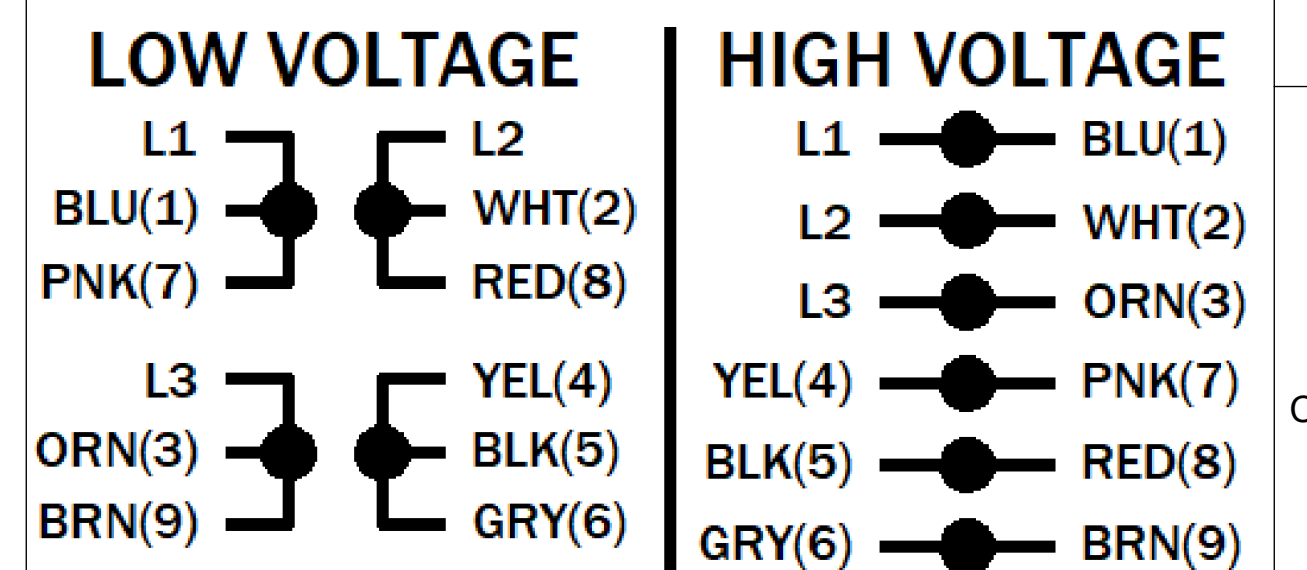 LOW VOLTAGE
L1 L2
BLU(1) WHT(2)
PNK(7) RED(8)
L3 YEL(4)
ORN(3) BLK(5)
BRN(9) GRY(6)
HIGH VOLTAGE
L1 BLU(1)
L2 WHT(2)
L3 ORN(3)
YEL(4) PNK(7)
BLK(5) RED(8)
GRY(6) BRN(9)